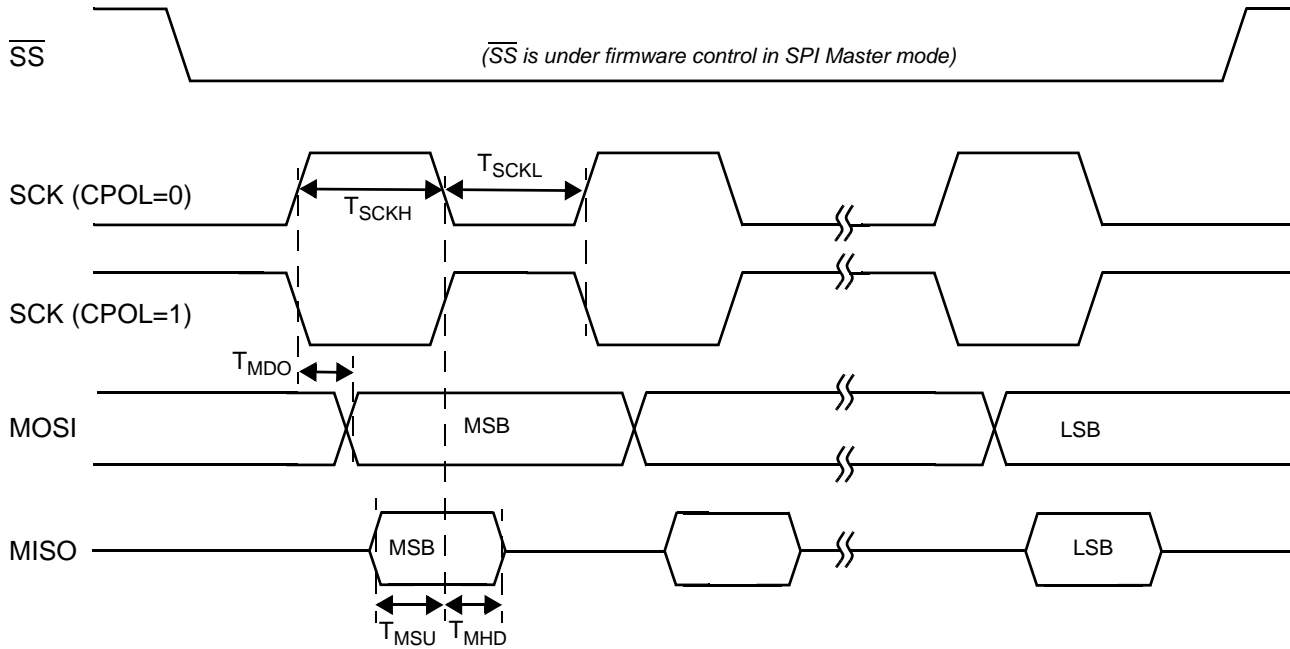 SS
(SS is under firmware control in SPI Master mode)
SCK (CPOL=0)
TSCKH
TSCKL
SCK (CPOL=1)
TMDO
MOSI
MSB
LSB
MISO
MSB
LSB
TMSU
TMHD